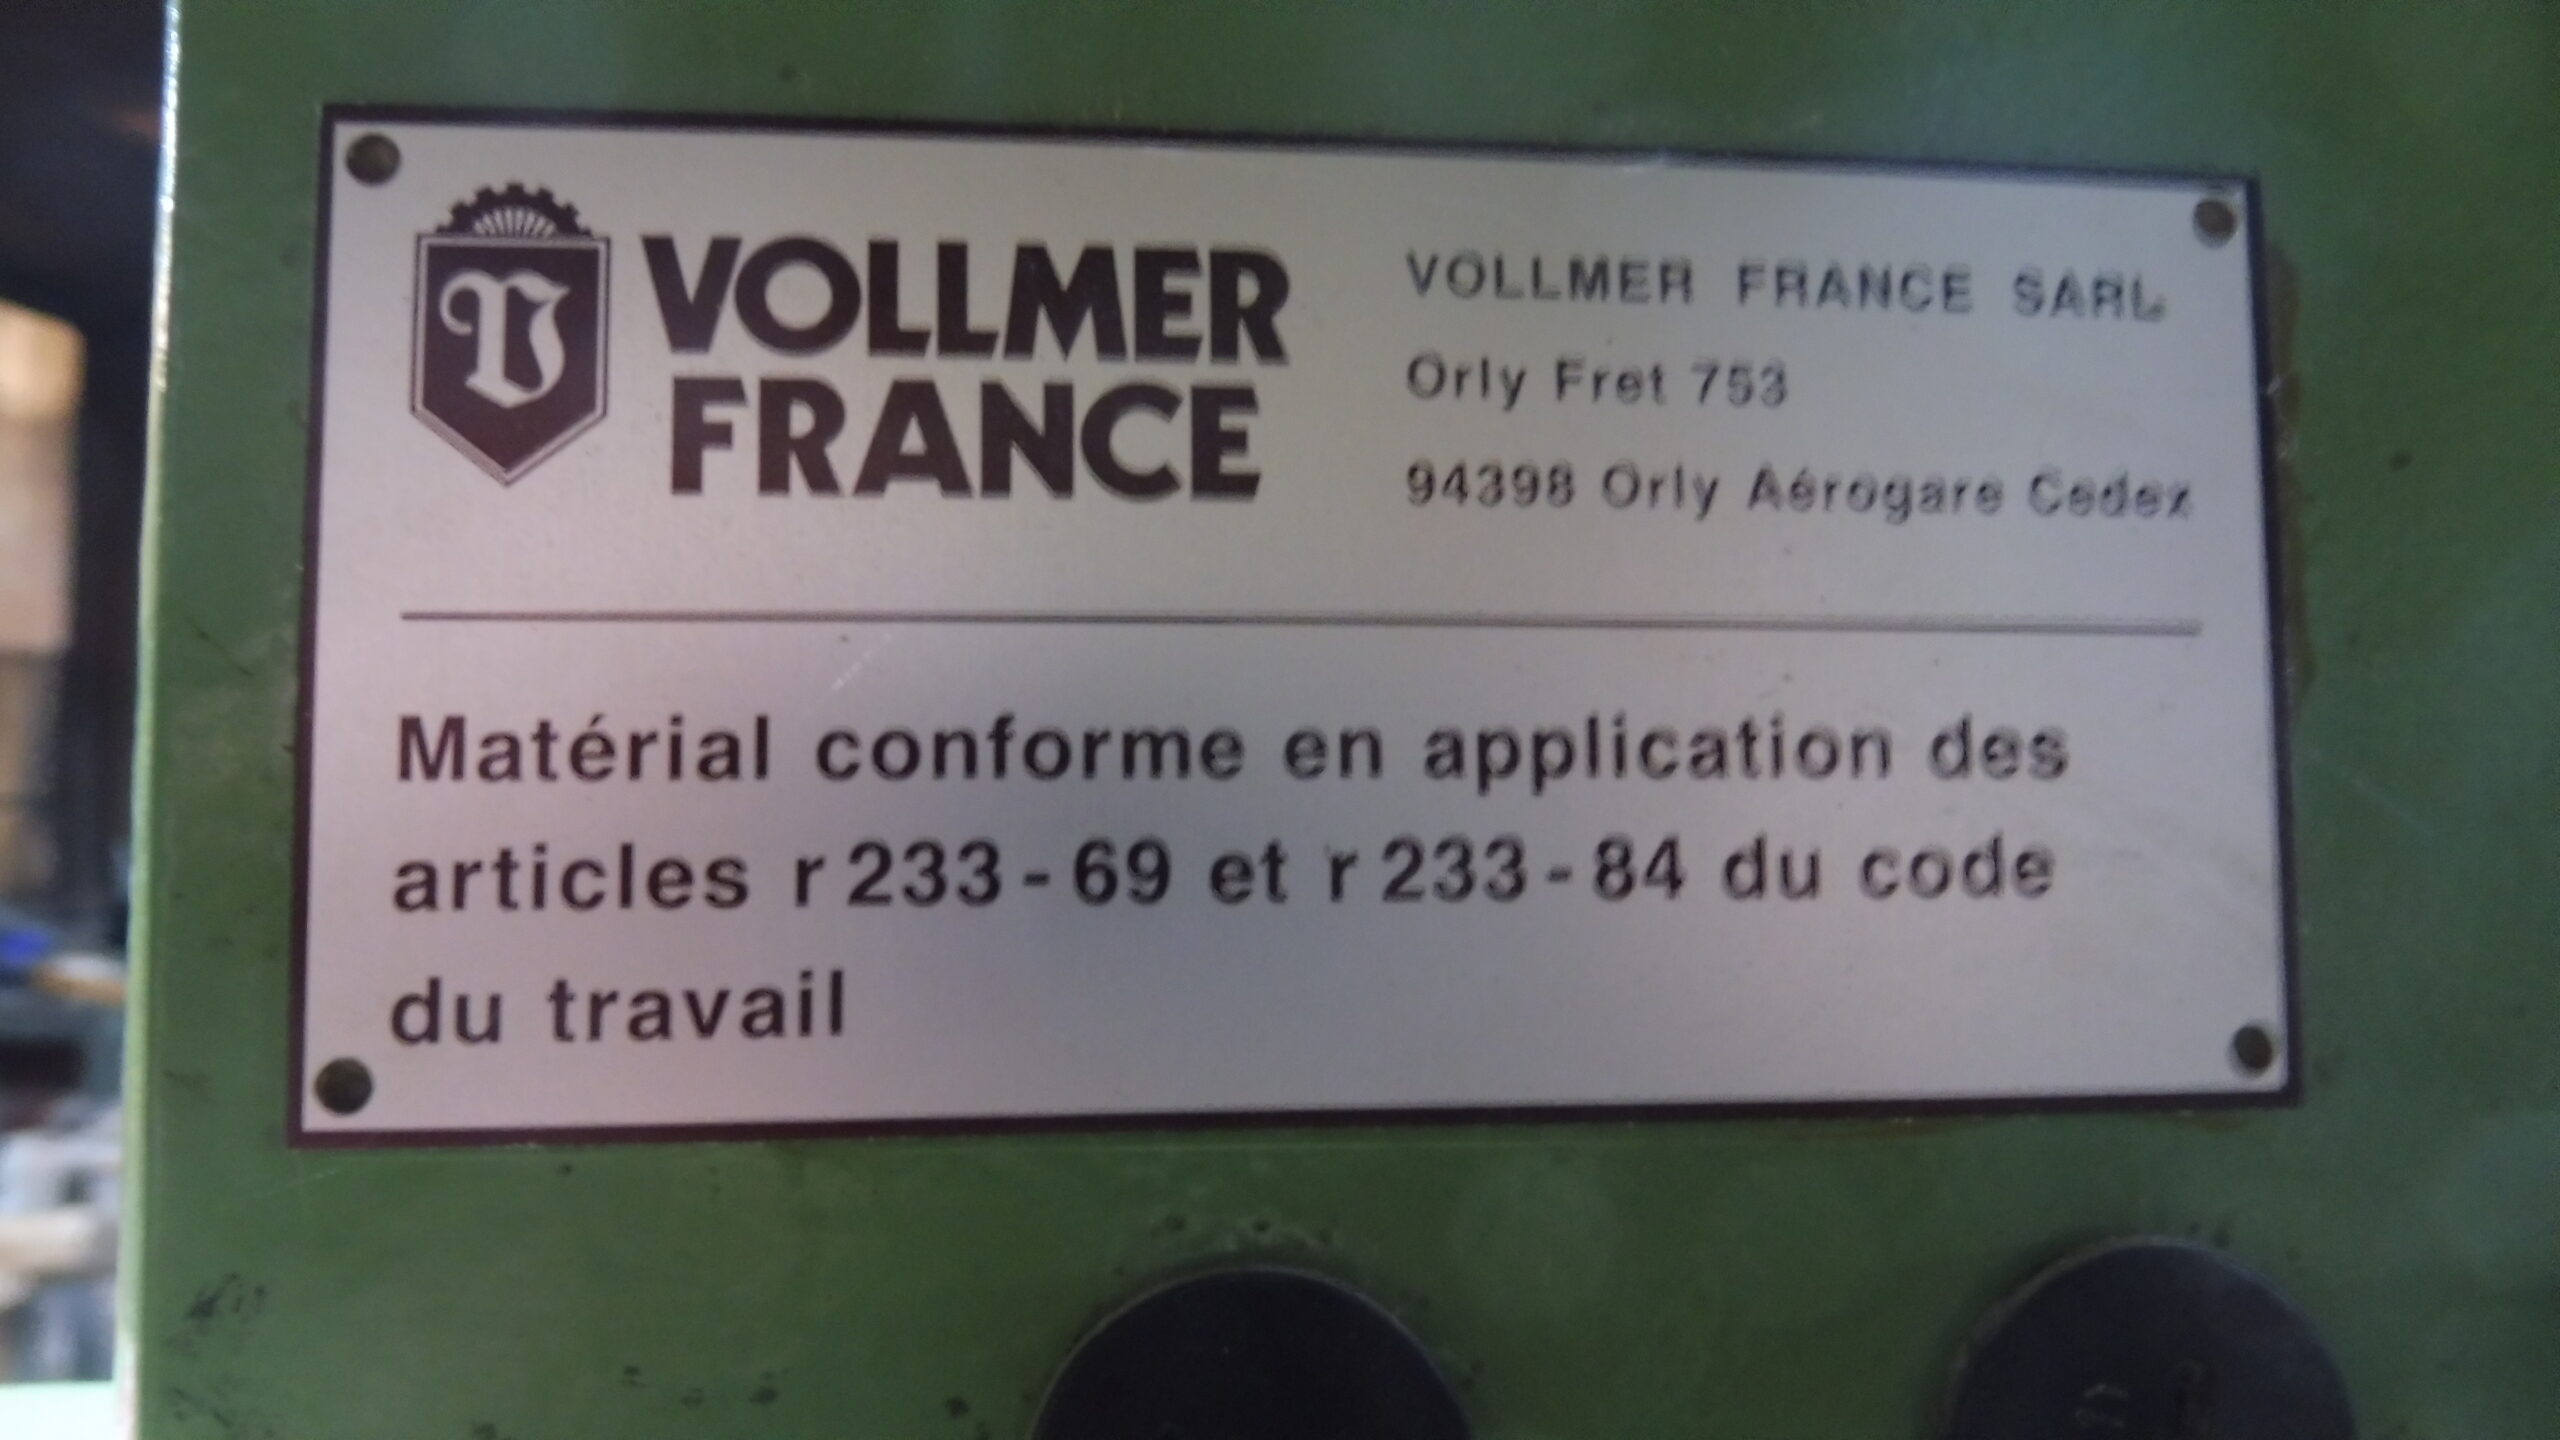 VOLLMER
FRANCE
VOLLMER FRANCE SARL
Orly Fret 753
94398 Orly Aérogare Cedex
Matérial conforme en application des
articles r 233 - 69 et r 233 - 84 du code
du travail